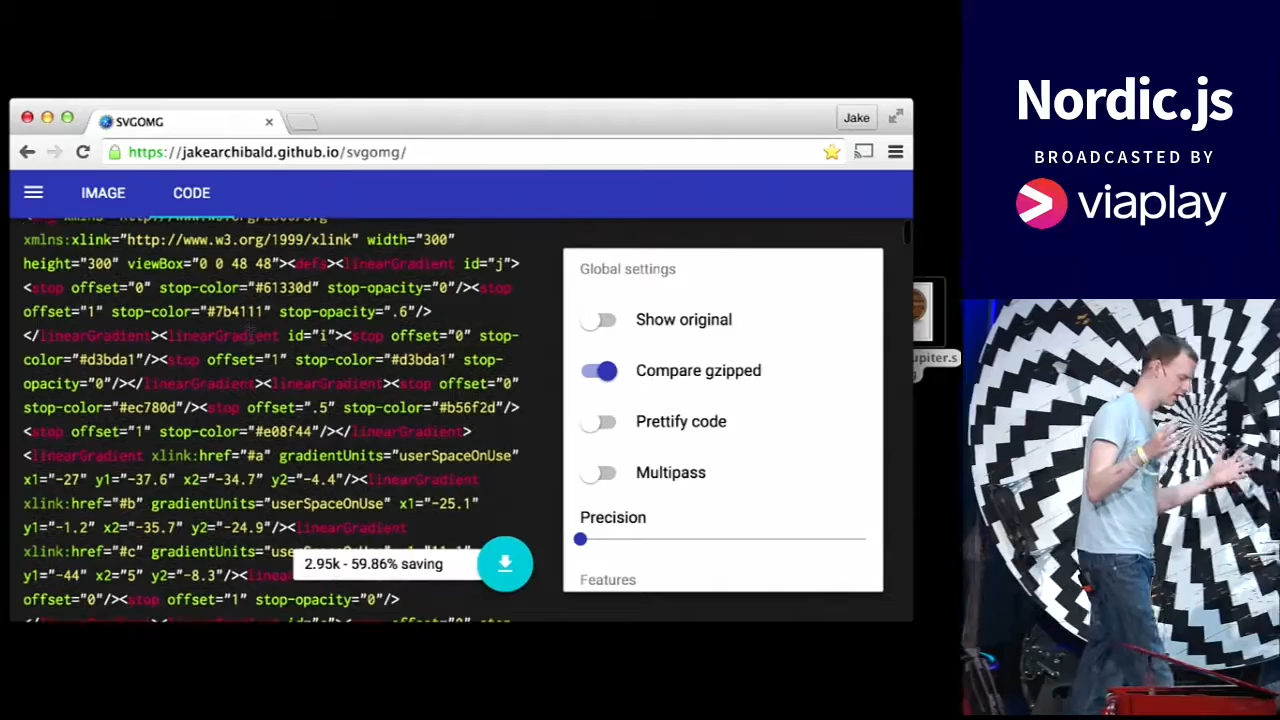 SVGOMG
Jake
https://jakearchibald.github.io/svgomg/
IMAGE
CODE
xmlns:xlink="http://www.w3.org/1999/xlink" width="300"
height="300" viewBox="0 0 48 48"><defs><linearGradient id="j">
<stop offset="0" stop-color="#61330d" stop-opacity="0"/><stop
offset="1" stop-color="#7b4111" stop-opacity=".6"/>
</linearGradient><linearGradient id="i"><stop offset="0" stop-
color="#d3bda1"/><stop offset="1" stop-color="#d3bda1" stop-
opacity="0"/></linearGradient><linearGradient><stop offset="0"
stop-color="#ec780d"/><stop offset=".5" stop-color="#b56f2d"/>
<stop offset="1" stop-color="#e08f44"/></linearGradient>
<linearGradient xlink:href="#a" gradientUnits="userSpaceOnUse"
x1="-27" y1="-37.6" x2="-34.7" y2="-4.4"/><linearGradient
xlink:href="#b" gradientUnits="userSpaceOnUse" x1="-25.1"
y1="-1.2" x2="-35.7" y2="-24.9"/><linearGradient
xlink:href="#c" gradientUnits="use
y1="-44" x2="5" y2="-8.3"/><linea
offset="0"/><stop offset="1" stop-opacity="0"/>
2.95k - 59.86% saving
Global settings
Show original
Compare gzipped
Prettify code
Multipass
Precision
Features
upiter.s
Nordic.js
BROADCASTED BY
viaplay